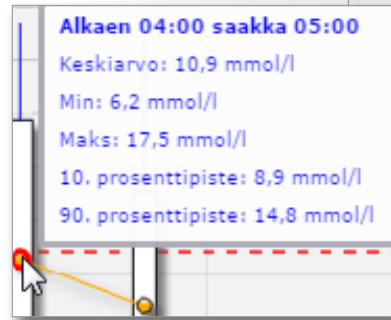 Alkaen 04:00 saakka 05:00
Keskiarvo: 10,9 mmol/l
Min: 6,2 mmol/l
Maks: 17,5 mmol/l
10. prosenttipiste: 8,9 mmol/l
90. prosenttipiste: 14,8 mmol/l